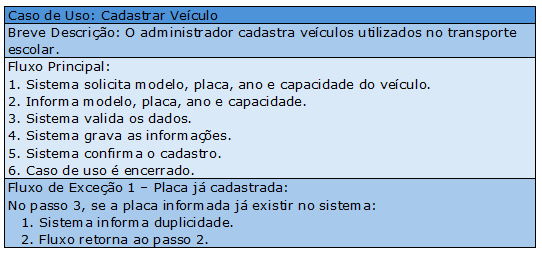 Caso de Uso: Cadastrar Veículo
Breve Descrição: O administrador cadastra veículos utilizados no transporte
escolar.
Fluxo Principal:
1. Sistema solicita modelo, placa, ano e capacidade do veículo.
2. Informa modelo, placa, ano e capacidade.
3. Sistema valida os dados.
4. Sistema grava as informações.
5. Sistema confirma o cadastro.
6. Caso de uso é encerrado.
Fluxo de Exceção 1 – Placa já cadastrada:
No passo 3, se a placa informada já existir no sistema:
1. Sistema informa duplicidade.
2. Fluxo retorna ao passo 2.